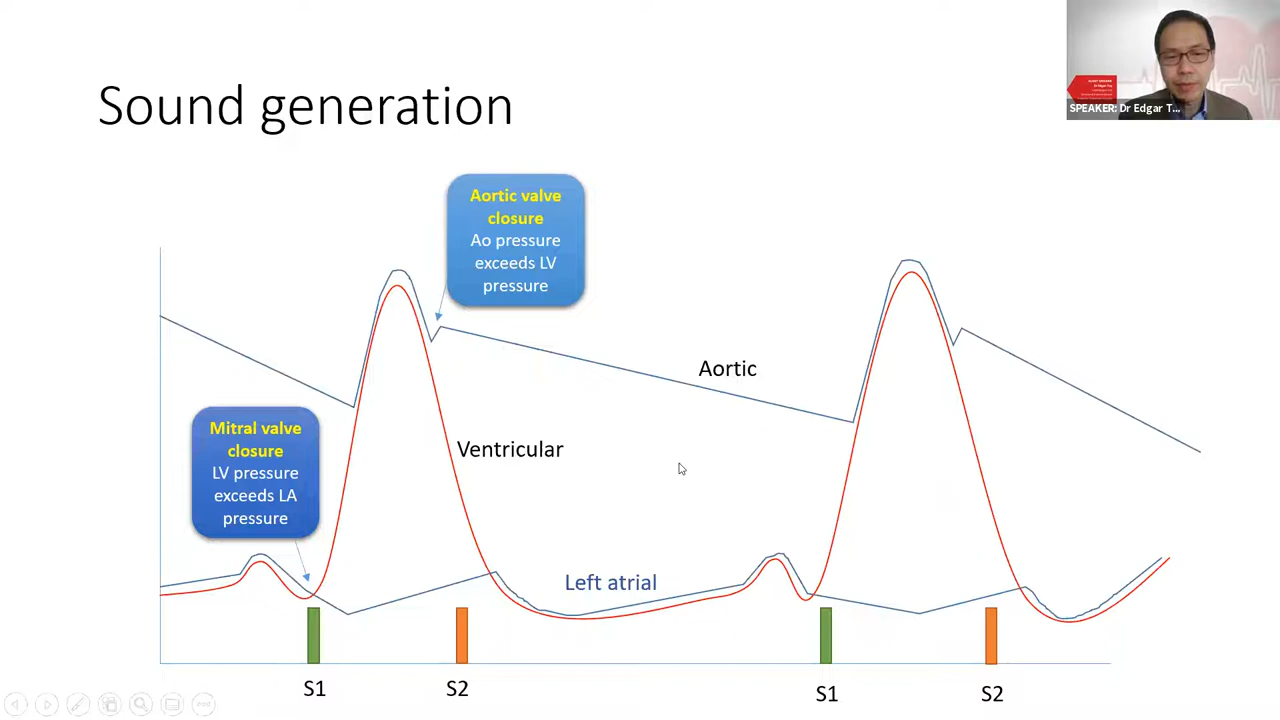 Sound generation
SPEAKER: Dr Edgar T...
Aortic valve
closure
Ao pressure
exceeds LV
pressure
Aortic
Mitral valve
closure
LV pressure
exceeds LA
pressure
Ventricular
Left atrial
S1
S2
S1
S2